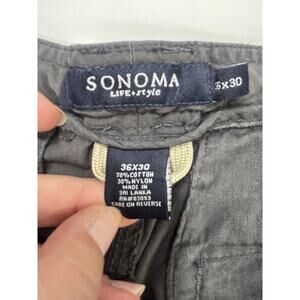 SONOMA
LIFE+style
36X30
36X30
70%COTTON
30%NYLON
MADE IN
SRI LANKA
RN#83053
CARE ON REVERSE